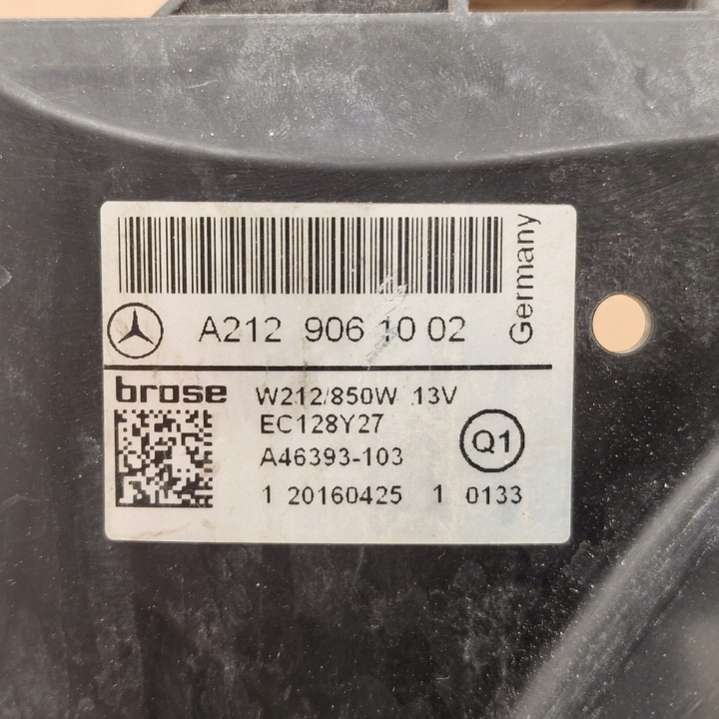 A212 906 10 02
Germany
brose W212/850W 13V
EC128Y27
A46393-103
Q1
1 20160425 1 0133